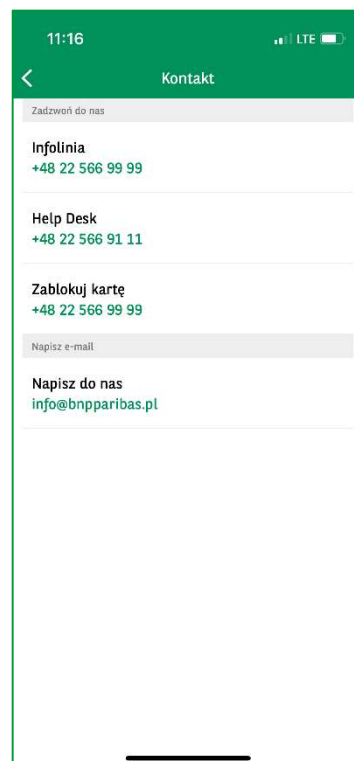 11:16
LTE
Kontakt
Zadzwoń do nas
Infolinia
+48 22 566 99 99
Help Desk
+48 22 566 91 11
Zablokuj kartę
+48 22 566 99 99
Napisz e-mail
Napisz do nas
info@bnpparibas.pl